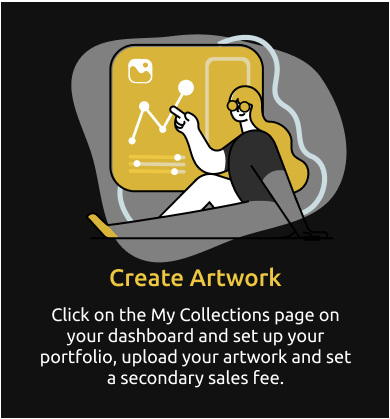 Create Artwork
Click on the My Collections page on
your dashboard and set up your
portfolio, upload your artwork and set
a secondary sales fee.